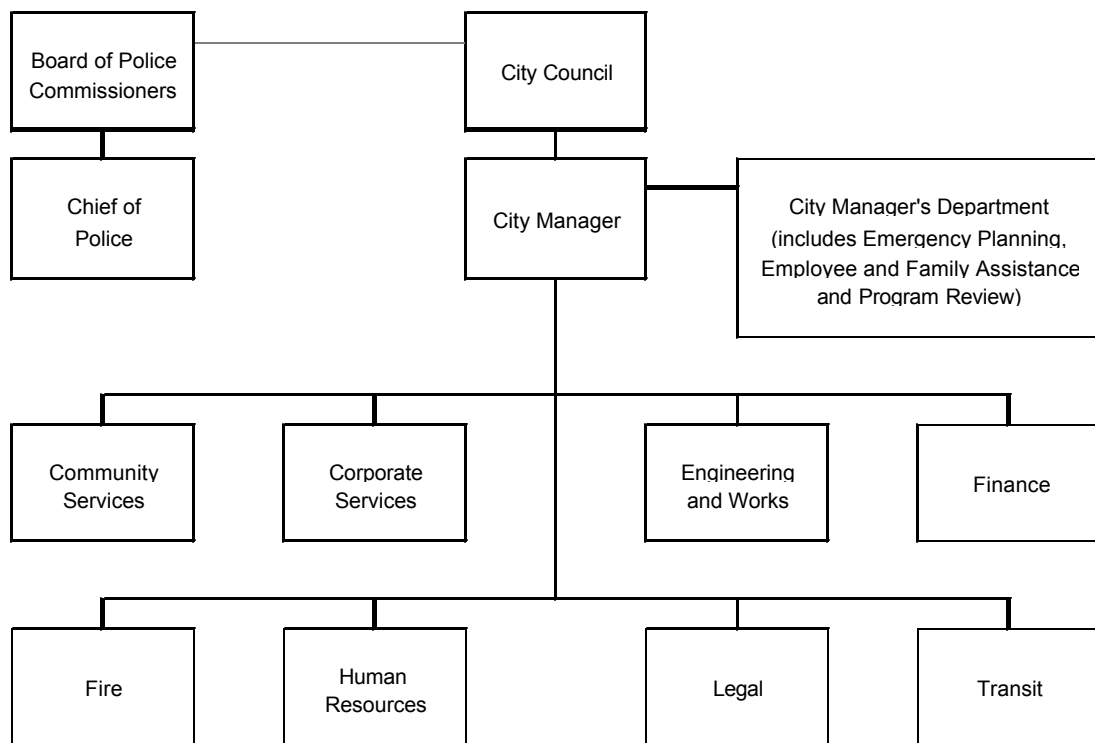 Board of Police
Commissioners
City Council
Chief of
Police
City Manager
City Manager's Department
(includes Emergency Planning,
Employee and Family Assistance
and Program Review)
Community
Services
Corporate
Services
Engineering
and Works
Finance
Fire
Human
Resources
Legal
Transit